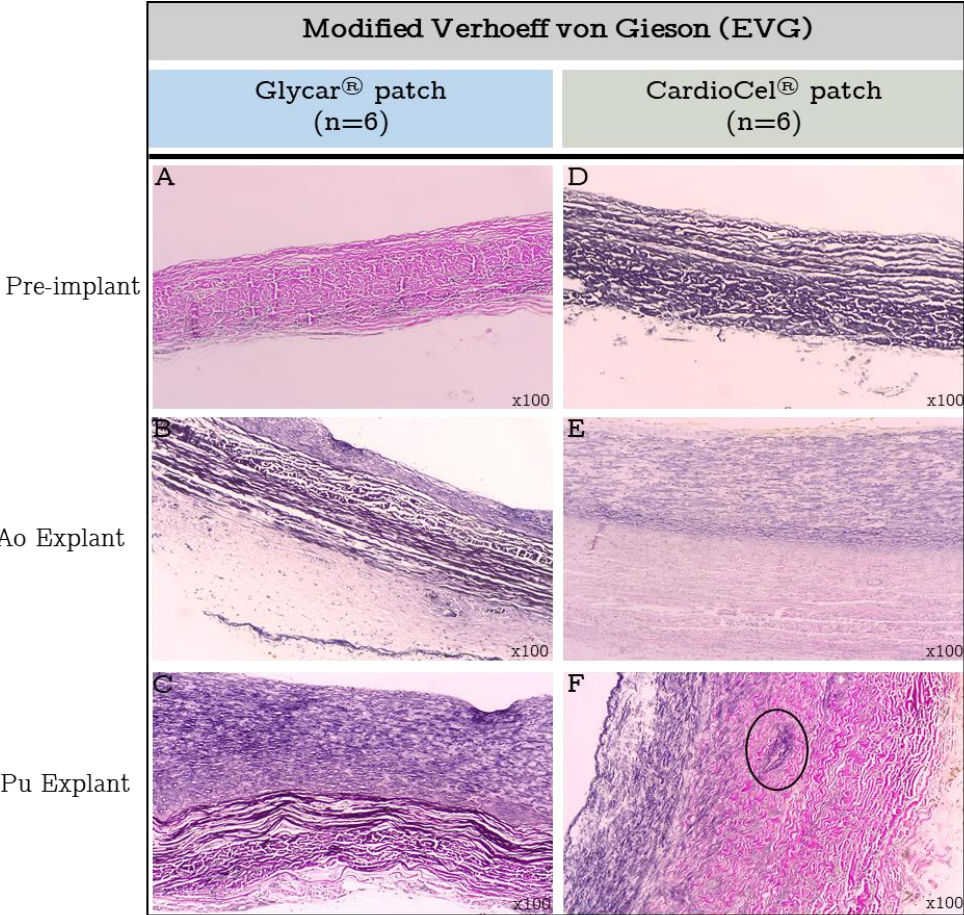 Modified Verhoeff von Gieson (EVG)
Glycar® patch
(n=6)
CardioCel® patch
(n=6)
Pre-implant
A
x100
D
x100
Ao Explant
B
x100
E
x100
Pu Explant
C
x100
F
x100